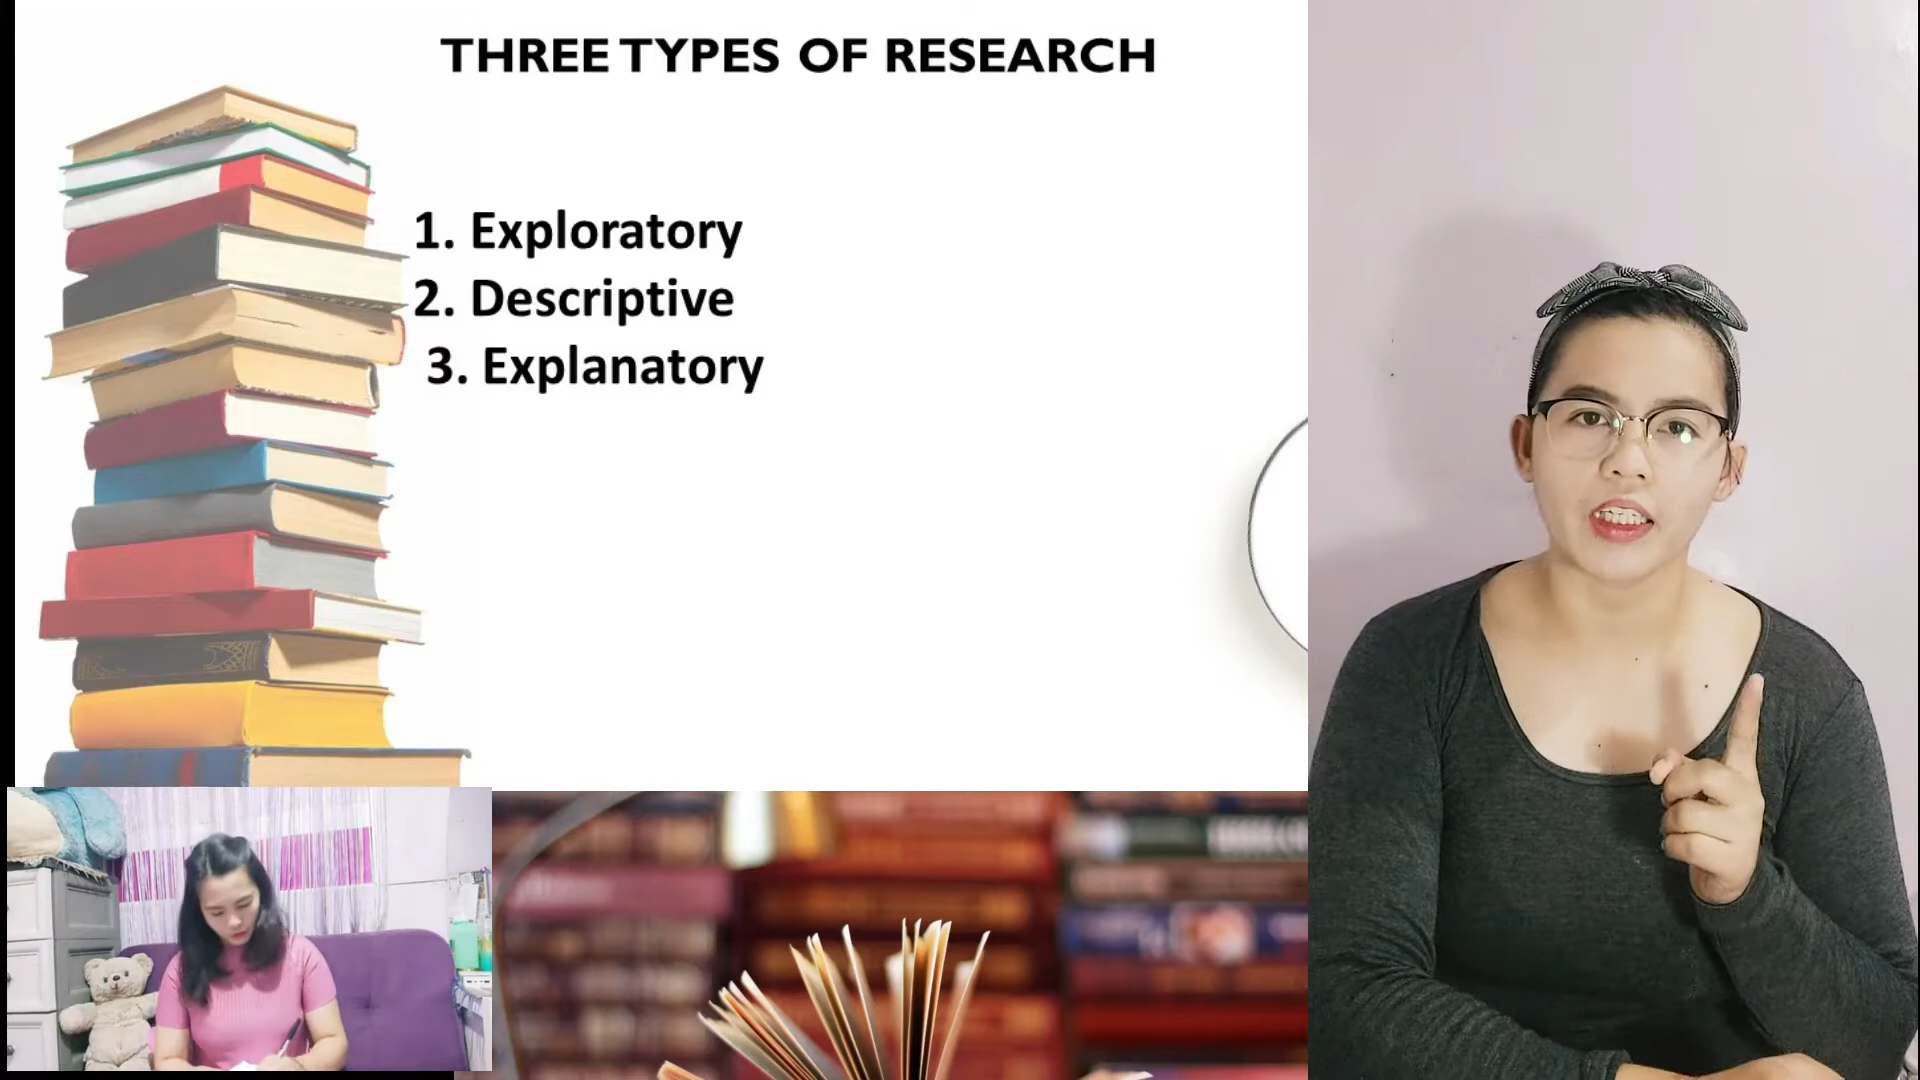 THREE TYPES OF RESEARCH
1. Exploratory
2. Descriptive
3. Explanatory